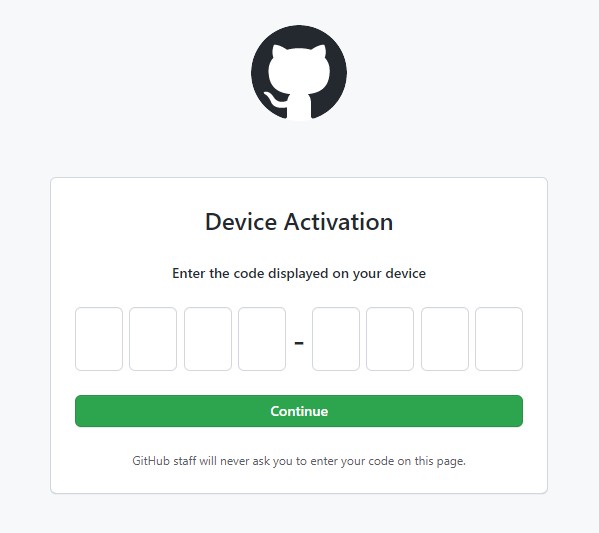 Device Activation
Enter the code displayed on your device
-
Continue
GitHub staff will never ask you to enter your code on this page.